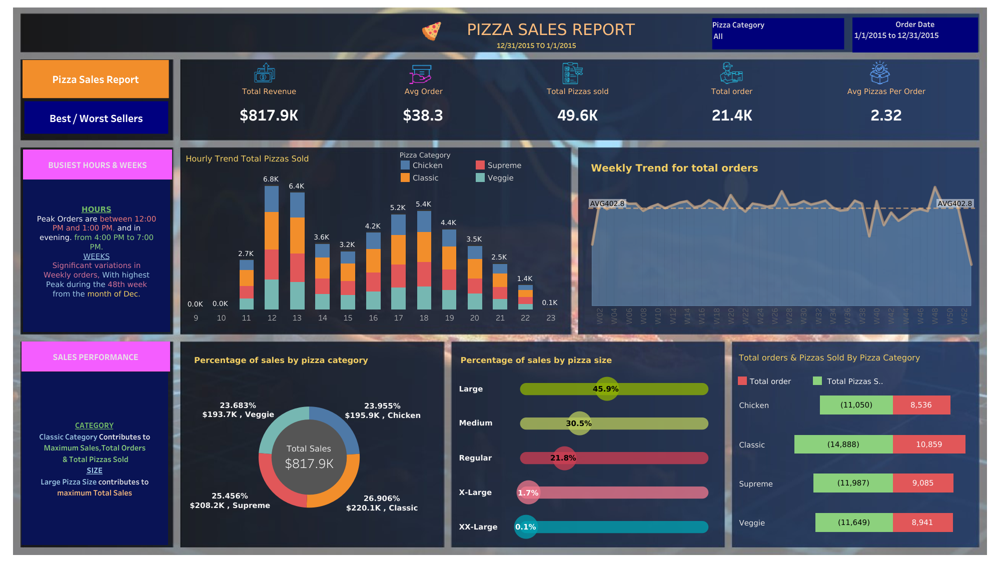 PIZZA SALES REPORT
12/31/2015 TO 1/1/2015
Pizza Category
All
Order Date
1/1/2015 to 12/31/2015
Pizza Sales Report
Best / Worst Sellers
Total Revenue
$817.9K
Avg Order
$38.3
Total Pizzas sold
49.6K
Total order
21.4K
Avg Pizzas Per Order
2.32
BUSIEST HOURS & WEEKS
HOURS
Peak Orders are between 12:00
PM and 1:00 PM, and in
evening. from 4:00 PM to 7:00
PM.
WEEKS
Significant variations in
Weekly orders, With highest
Peak during the 48th week
from the month of Dec.
Hourly Trend Total Pizzas Sold
Pizza Category
Chicken
Supreme
Classic
Veggie
0.0K
0.0K
2.7K
6.8K
6.4K
3.6K
3.2K
4.2K
5.2K
5.4K
4.4K
3.5K
2.5K
1.4K
0.1K
9 10 11 12 13 14 15 16 17 18 19 20 21 22 23
Weekly Trend for total orders
AVG402.8
AVG402.8
W02 W04 W06 W08 W10 W12 W14 W16 W18 W20 W22 W24 W26 W28 W30 W32 W34 W36 W38 W40 W42 W44 W46 W48 W50 W52
SALES PERFORMANCE
CATEGORY
Classic Category Contributes to
Maximum Sales,Total Orders
& Total Pizzas Sold
SIZE
Large Pizza Size contributes to
maximum Total Sales
Percentage of sales by pizza category
23.683%
$193.7K , Veggie
23.955%
$195.9K , Chicken
Total Sales
$817.9K
25.456%
$208.2K , Supreme
26.906%
$220.1K , Classic
Percentage of sales by pizza size
Large
45.9%
Medium
30.5%
Regular
21.8%
X-Large
1.7%
XX-Large
0.1%
Total orders & Pizzas Sold By Pizza Category
Total order
Total Pizzas S..
Chicken
(11,050)
8,536
Classic
(14,888)
10,859
Supreme
(11,987)
9,085
Veggie
(11,649)
8,941